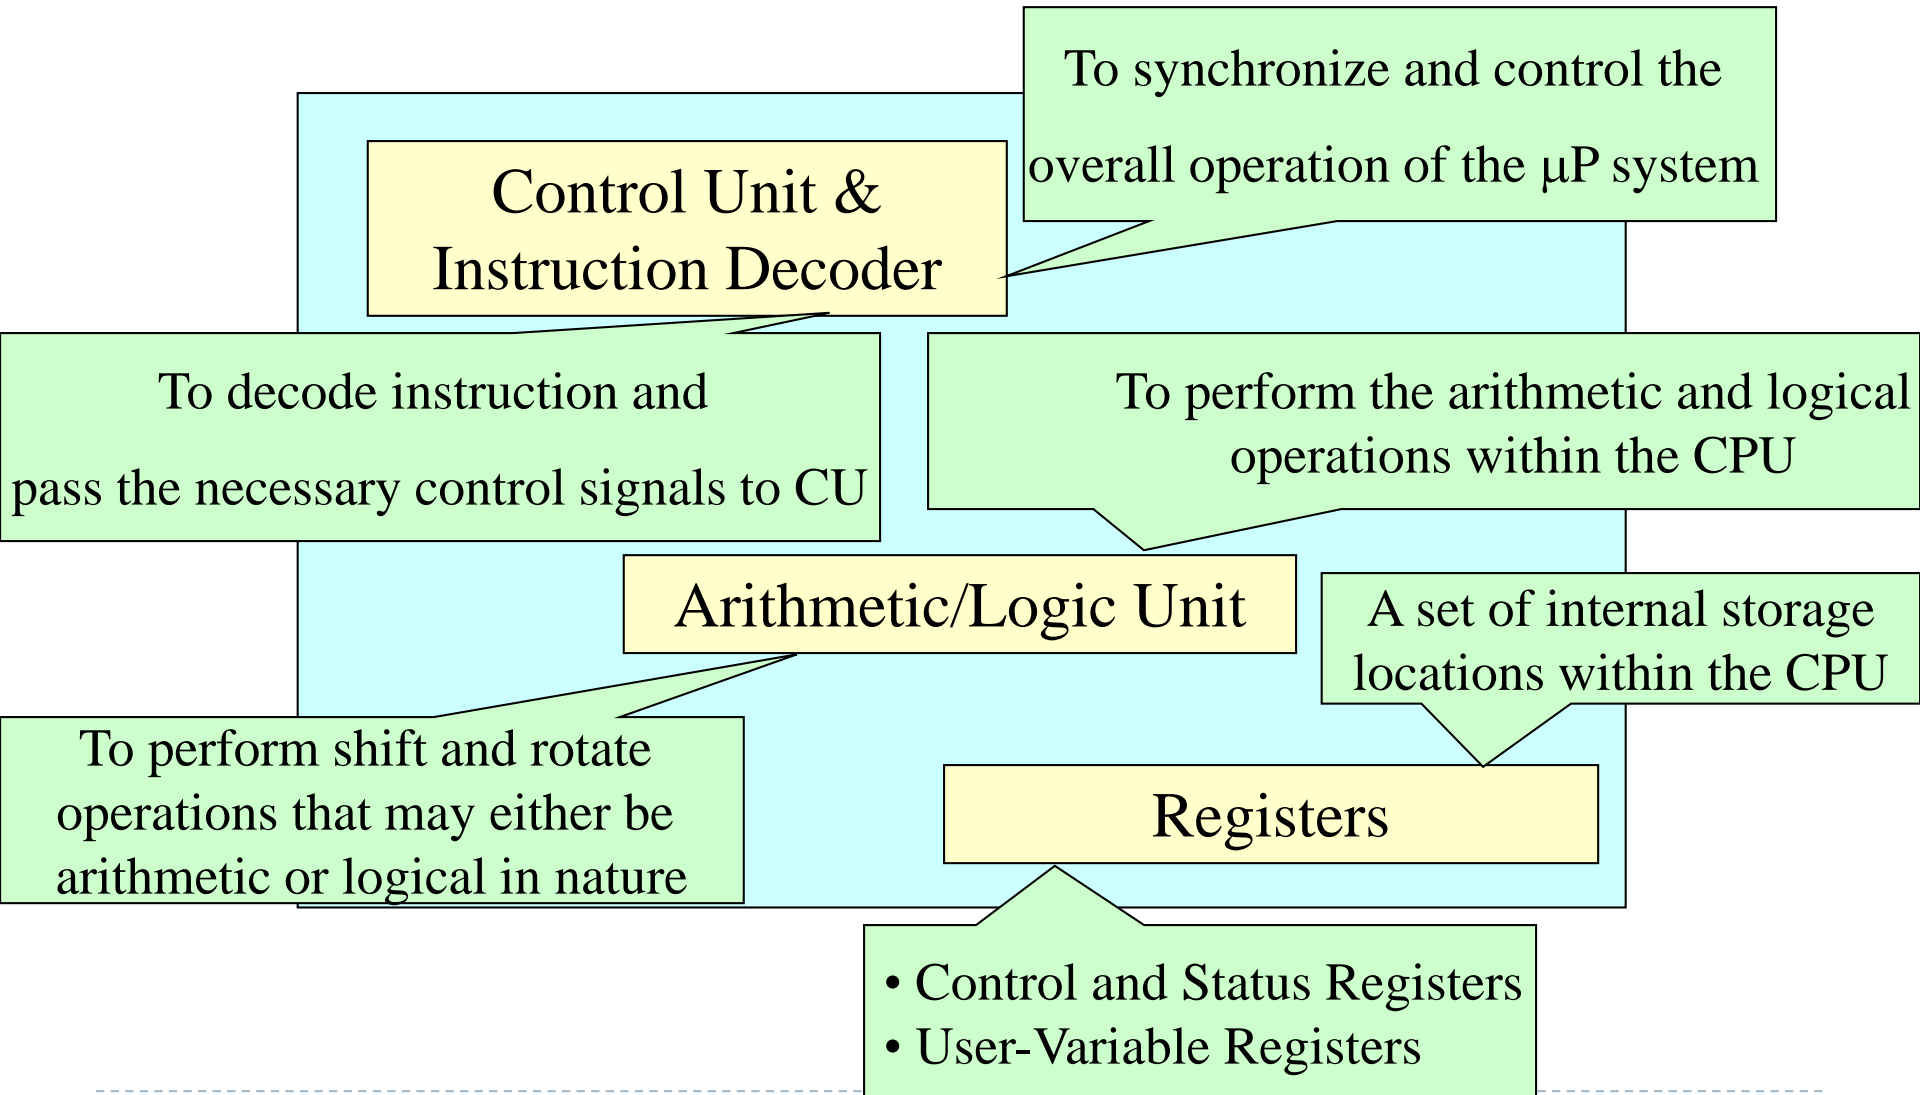 To synchronize and control the
overall operation of the μP system
Control Unit &
Instruction Decoder
To decode instruction and
pass the necessary control signals to CU
To perform the arithmetic and logical
operations within the CPU
Arithmetic/Logic Unit
A set of internal storage
locations within the CPU
To perform shift and rotate
operations that may either be
arithmetic or logical in nature
Registers
• Control and Status Registers
• User-Variable Registers